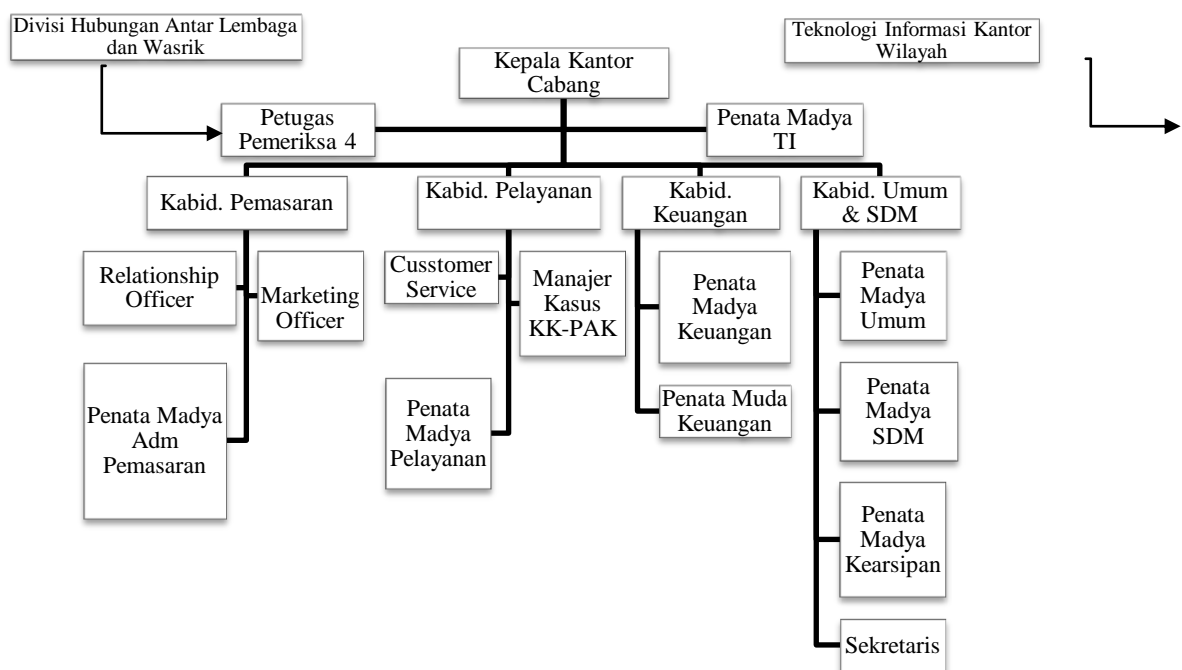 Divisi Hubungan Antar Lembaga
dan Wasrik
Teknologi Informasi Kantor
Wilayah
Kepala Kantor
Cabang
Petugas
Pemeriksa 4
Penata Madya
TI
Kabid. Pemasaran
Kabid. Pelayanan
Kabid.
Keuangan
Kabid. Umum
& SDM
Relationship
Officer
Marketing
Officer
Penata Madya
Adm
Pemasaran
Cusstomer
Service
Manajer
Kasus
KK-PAK
Penata
Madya
Pelayanan
Penata
Madya
Keuangan
Penata Muda
Keuangan
Penata
Madya
Umum
Penata
Madya
SDM
Penata
Madya
Kearsipan
Sekretaris